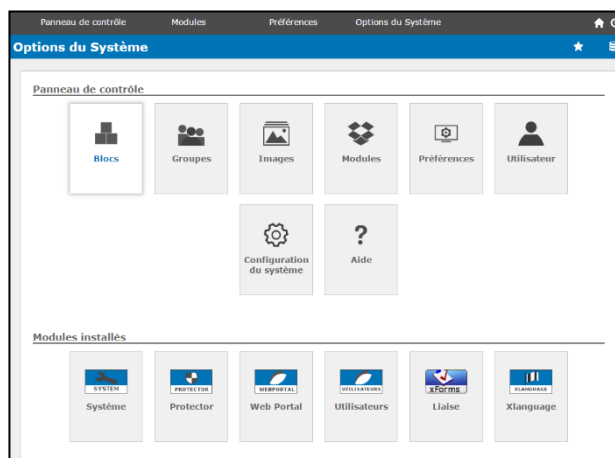 Panneau de contrôle Modules Préférences Options du Système
Options du Système
Panneau de contrôle
Blocs Groupes Images Modules Préférences Utilisateur
Configuration du système Aide
Modules installés
SYSTEM PROTECTOR WEBPORTAL UTILISATEURS xForms XLANGUAGE
Système Protector Web Portal Utilisateurs Liaise Xlanguage